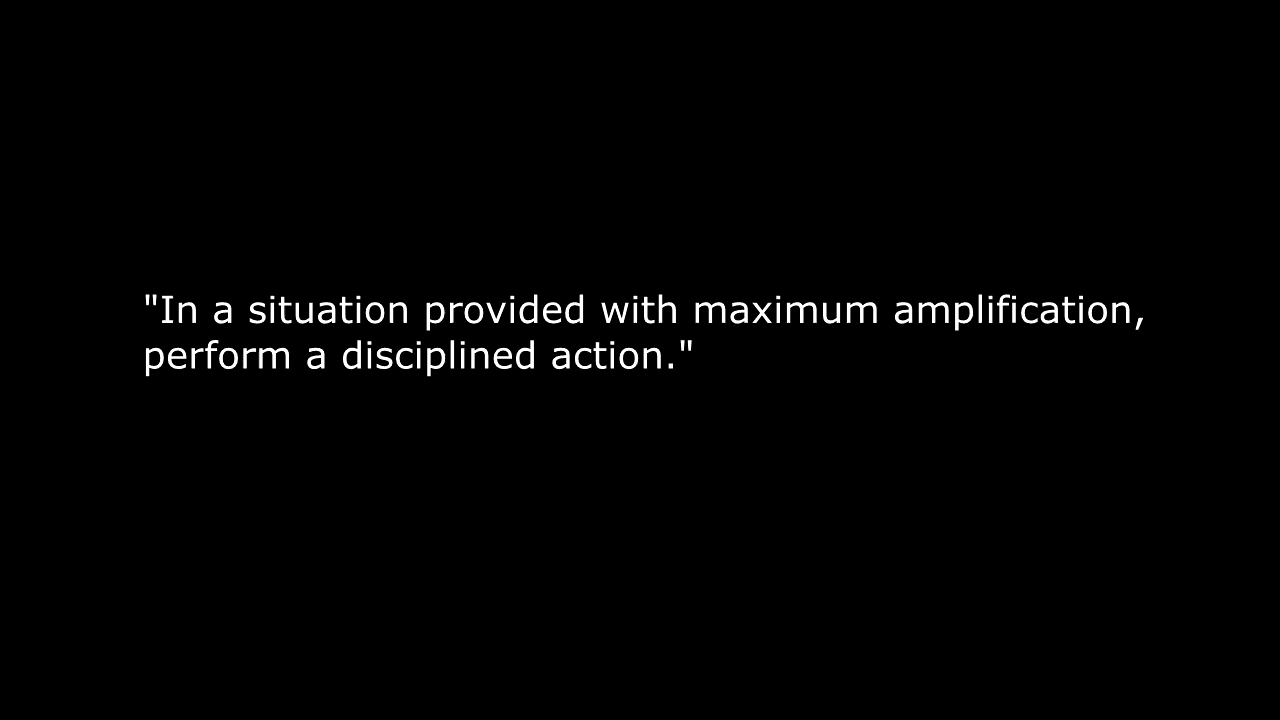 "In a situation provided with maximum amplification,
perform a disciplined action."